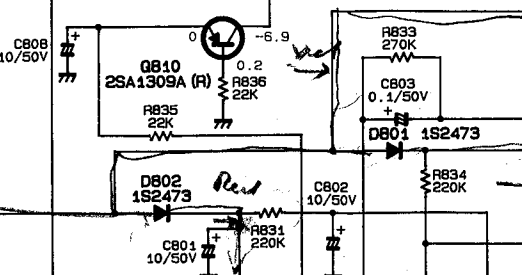 C808
10/50V
0
-6.9
0.2
Q810
2SA1309A (R)
R836
22K
R835
22K
R833
270K
C803
0.1/50V
D801 1S2473
R834
220K
D802
1S2473
Red
R831
220K
C801
10/50V
C802
10/50V